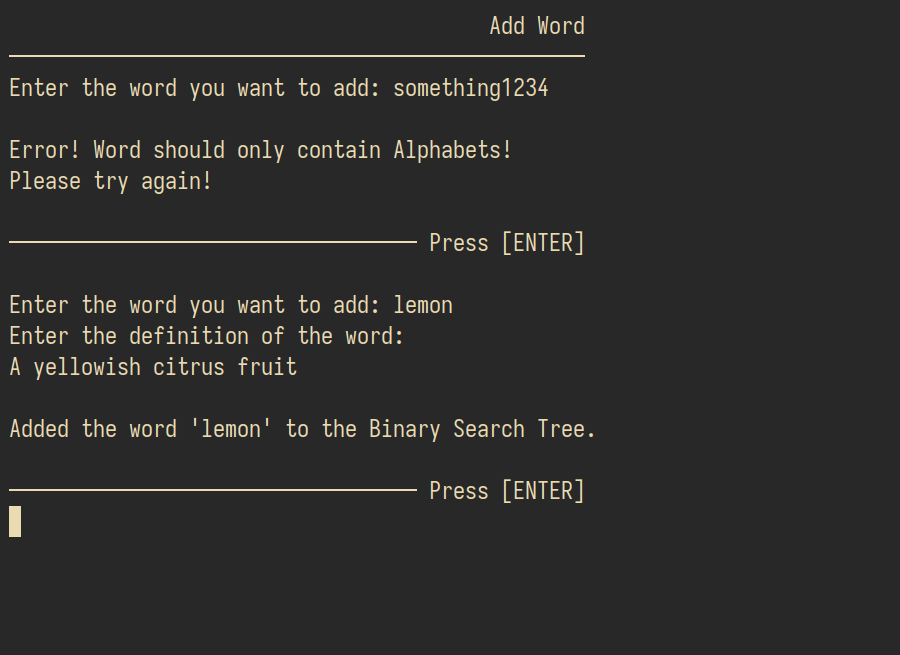 Add Word
Enter the word you want to add: something1234
Error! Word should only contain Alphabets!
Please try again!
Press [ENTER]
Enter the word you want to add: lemon
Enter the definition of the word:
A yellowish citrus fruit
Added the word 'lemon' to the Binary Search Tree.
Press [ENTER]